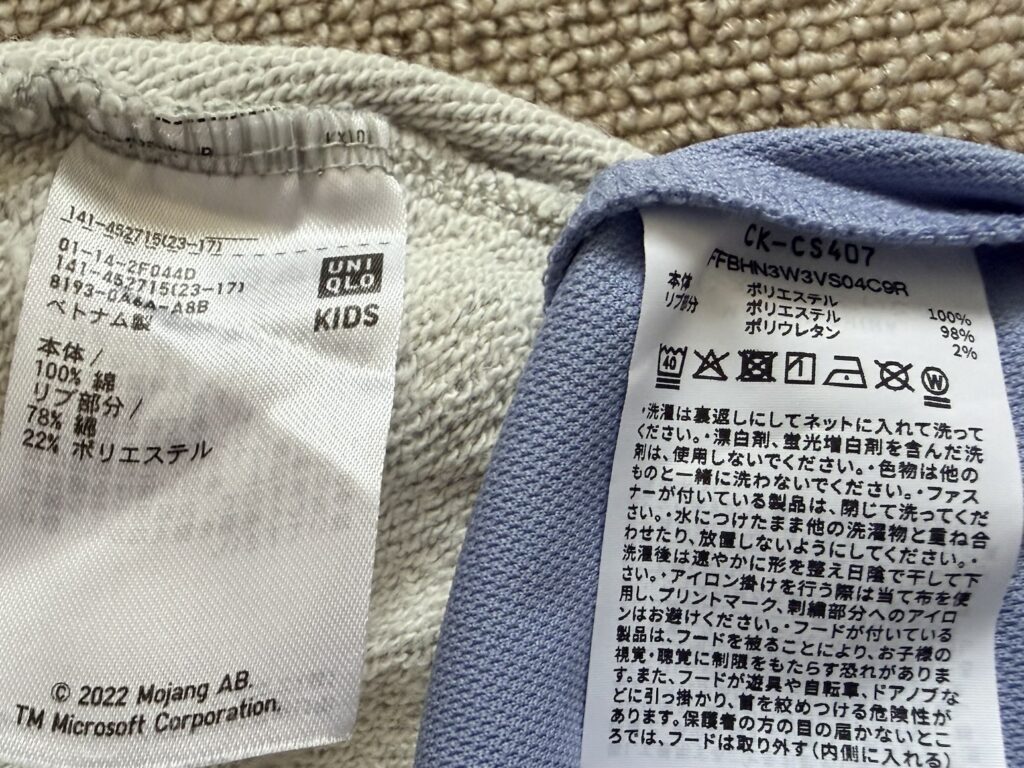 141-452715(23-17)
01-14-2F044D
141-452715(23-17)
ベトナム製
UNI
QLO
KIDS
本体 /
100% 綿
リブ部分 /
78% 綿
22% ポリエステル
© 2022 Mojang AB.
TM Microsoft Corporation.
CK-CS407
FFBHN3W3VS04C9R
本体 ポリエステル 100%
リブ部分 ポリエステル 98%
ポリウレタン 2%
40
W
・洗濯は裏返しにしてネットに入れて洗って
ください。・漂白剤、蛍光増白剤を含んだ洗
剤は、使用しないでください。・色物は他の
ものと一緒に洗わないでください。・ファス
ナーが付いている製品は、閉じて洗ってくだ
さい。・水につけたまま他の洗濯物と重ね合
わせたり、放置しないようにしてください。・
洗濯後は速やかに形を整え日陰で干して下
さい。・アイロン掛けを行う際は当て布を使
用し、プリントマーク、刺繍部分へのアイロ
ンはお避けください。・フードが付いている
製品は、フードを被ることにより、お子様の
視覚・聴覚に制限をもたらす恐れがありま
す。また、フードが遊具や自転車、ドアノブな
どに引っ掛かり、首を絞めつける危険性が
あります。保護者の方の目の届かないとこ
ろでは、フードは取り外す(内側に入れる)